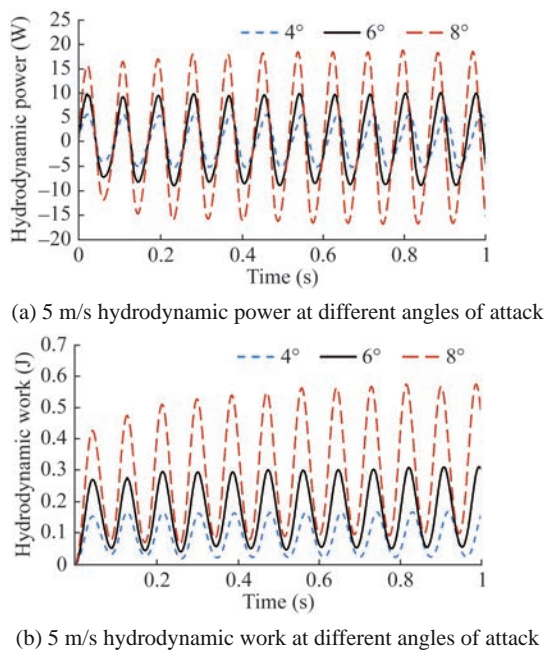 4° 6° 8°
25
20
15
10
5
0
–5
–10
–15
–20
Hydrodynamic power (W)
0 0.2 0.4 0.6 0.8 1
Time (s)
(a) 5 m/s hydrodynamic power at different angles of attack
0.7
4° 6° 8°
0.6
0.5
0.4
0.3
0.2
0.1
0
Hydrodynamic work (J)
0.2 0.4 0.6 0.8 1
Time (s)
(b) 5 m/s hydrodynamic work at different angles of attack